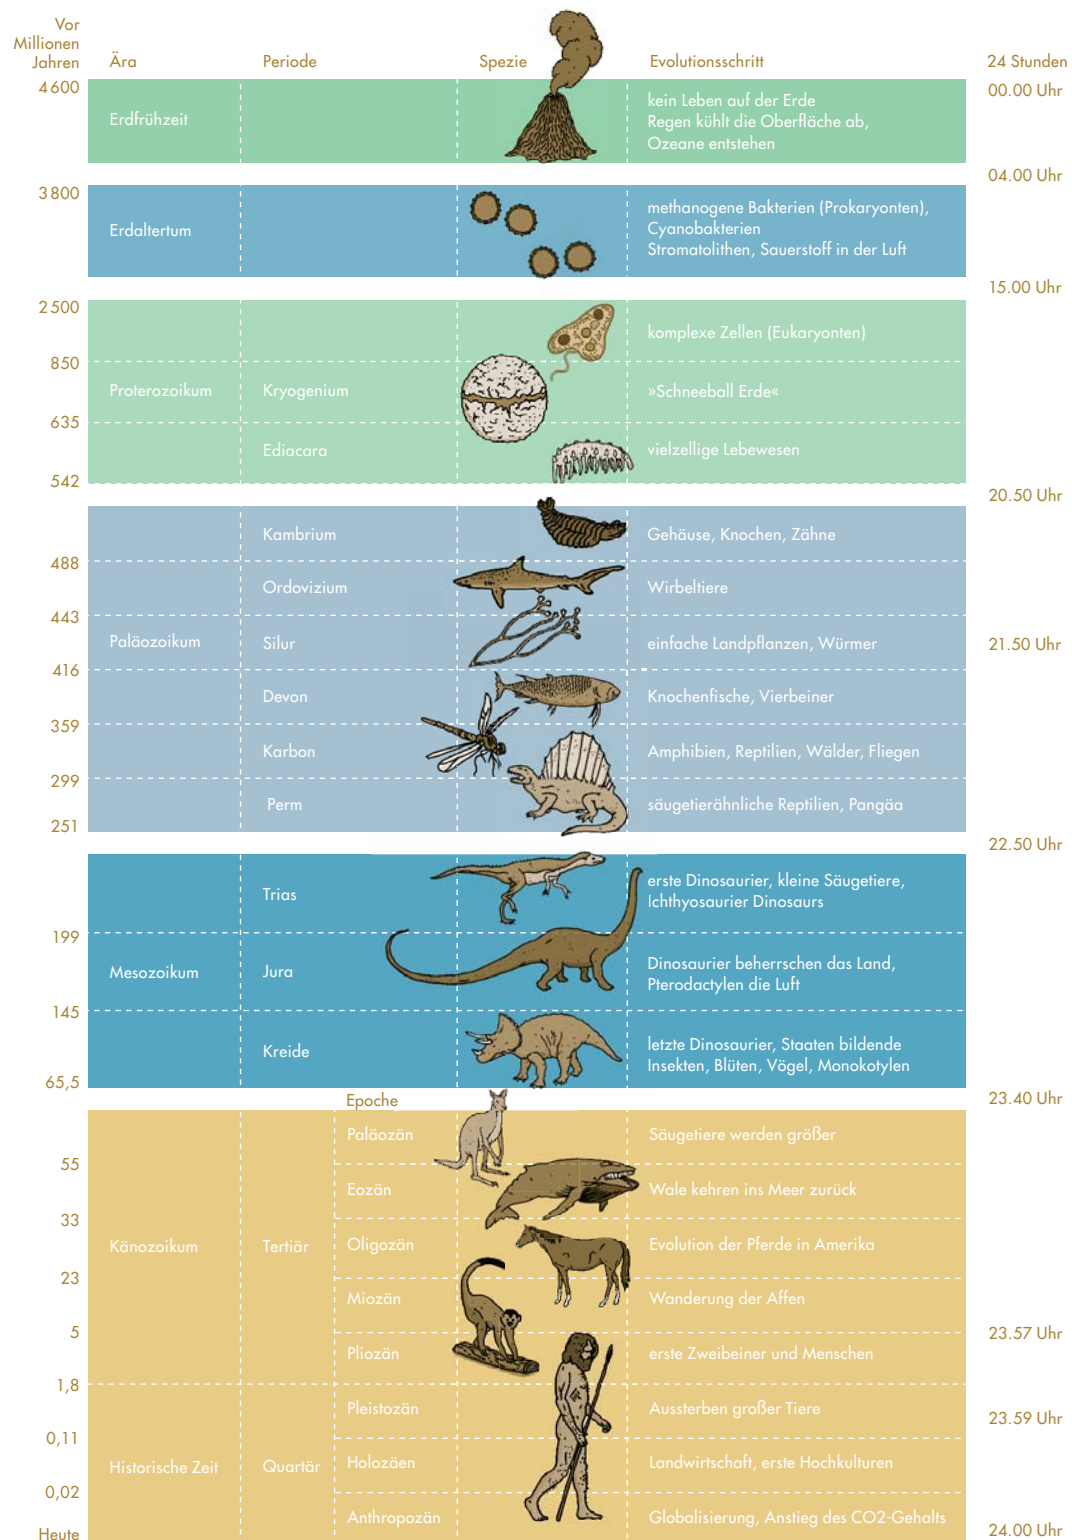 Vor
Millionen
Jahren Ära Periode Spezie Evolutionsschritt 24 Stunden
4 600 00.00 Uhr
kein Leben auf der Erde
Erdfrühzeit Regen kühlt die Oberfläche ab,
Ozeane entstehen
04.00 Uhr
3 800
methanogene Bakterien (Prokaryonten),
Erdaltertum Cyanobakterien
Stromatolithen, Sauerstoff in der Luft
15.00 Uhr
2 500
komplexe Zellen (Eukaryonten)
850
Proterozoikum Kryogenium »Schneeball Erde«
635
Ediacara vielzellige Lebewesen
542
20.50 Uhr
Kambrium Gehäuse, Knochen, Zähne
488
Ordovizium Wirbeltiere
443
Paläozoikum Silur einfache Landpflanzen, Würmer 21.50 Uhr
416
Devon Knochenfische, Vierbeiner
359
Karbon Amphibien, Reptilien, Wälder, Fliegen
299
Perm säugetierähnliche Reptilien, Pangäa
251
22.50 Uhr
Trias erste Dinosaurier, kleine Säugetiere,
Ichthyosaurier Dinosaurs
199
Mesozoikum Jura Dinosaurier beherrschen das Land,
Pterodactylen die Luft
145
Kreide letzte Dinosaurier, Staaten bildende
Insekten, Blüten, Vögel, Monokotylen
65,5
Epoche 23.40 Uhr
Paläozän Säugetiere werden größer
55
Eozän Wale kehren ins Meer zurück
33
Känozoikum Tertiär Oligozän Evolution der Pferde in Amerika
23
Miozän Wanderung der Affen
5 23.57 Uhr
Pliozän erste Zweibeiner und Menschen
1,8
Pleistozän Aussterben großer Tiere 23.59 Uhr
0,11
Historische Zeit Quartär Holozäen Landwirtschaft, erste Hochkulturen
0,02
Anthropozän Globalisierung, Anstieg des CO2-Gehalts
Heute 24.00 Uhr